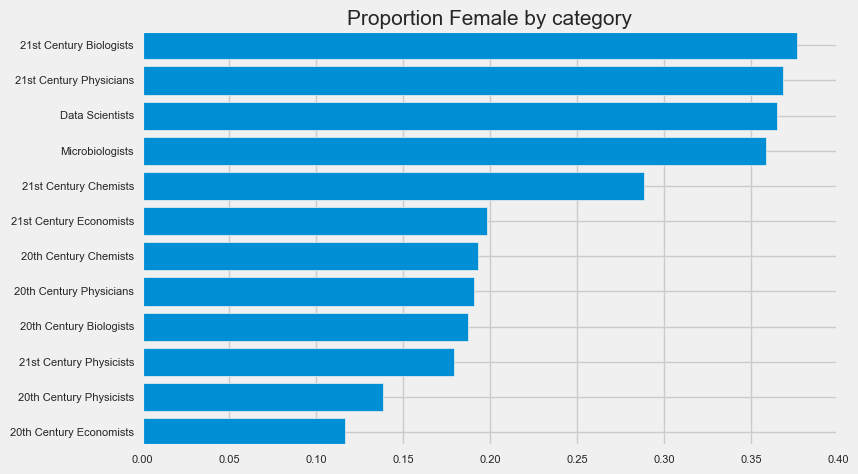 Proportion Female by category
21st Century Biologists
21st Century Physicians
Data Scientists
Microbiologists
21st Century Chemists
21st Century Economists
20th Century Chemists
20th Century Physicians
20th Century Biologists
21st Century Physicists
20th Century Physicists
20th Century Economists
0.00 0.05 0.10 0.15 0.20 0.25 0.30 0.35 0.40